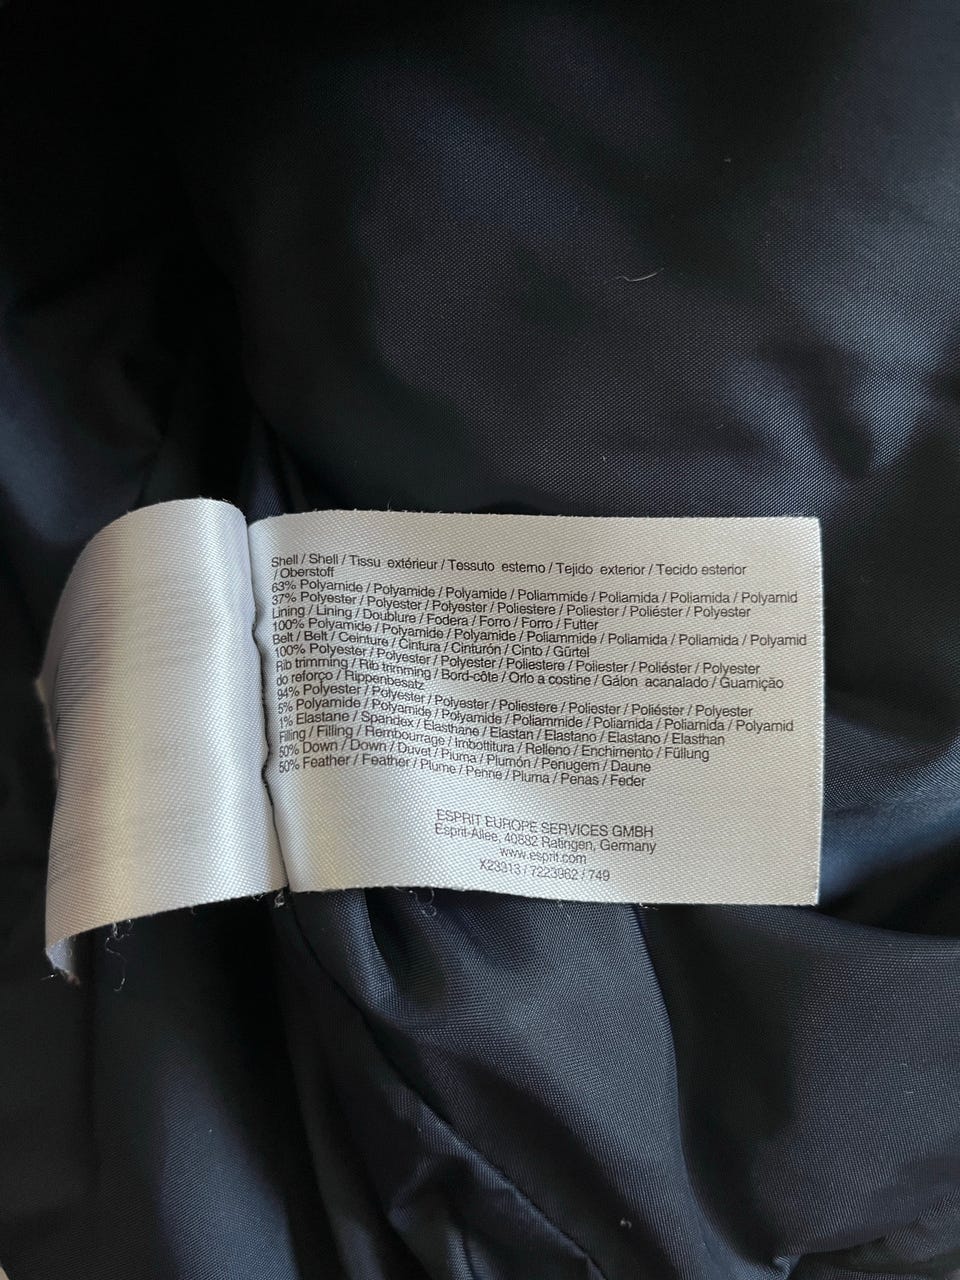 Shell / Shell / Tissu extérieur / Tessuto esterno / Tejido exterior / Tecido esterior
/ Oberstoff
63% Polyamide / Polyamide / Polyamide / Poliammide / Poliamida / Poliamida / Polyamid
37% Polyester / Polyester / Polyester / Poliestere / Poliester / Poliéster / Polyester
Lining / Lining / Doublure / Fodera / Forro / Forro / Futter
100% Polyamide / Polyamide / Polyamide / Poliammide / Poliamida / Poliamida / Polyamid
Belt / Belt / Ceinture / Cintura / Cinturón / Cinto / Gürtel
100% Polyester / Polyester / Polyester / Poliestere / Poliester / Poliéster / Polyester
Rib trimming / Rib trimming / Bord-côte / Orlo a costine / Gálon acanalado / Guarnição
do reforço / Rippenbesatz
94% Polyester / Polyester / Polyester / Poliestere / Poliester / Poliéster / Polyester
5% Polyamide / Polyamide / Polyamide / Poliammide / Poliamida / Poliamida / Polyamid
1% Elastane / Spandex / Elasthane / Elastan / Elastano / Elastano / Elasthan
Filling / Filling / Rembourrage / Imbottitura / Relleno / Enchimento / Füllung
50% Down / Down / Duvet / Piuma / Plumón / Penugem / Daune
50% Feather / Feather / Plume / Penne / Pluma / Penas / Feder
ESPRIT EUROPE SERVICES GMBH
Esprit-Allee, 40882 Ratingen, Germany
www.esprit.com
X23313 / 7223962 / 749